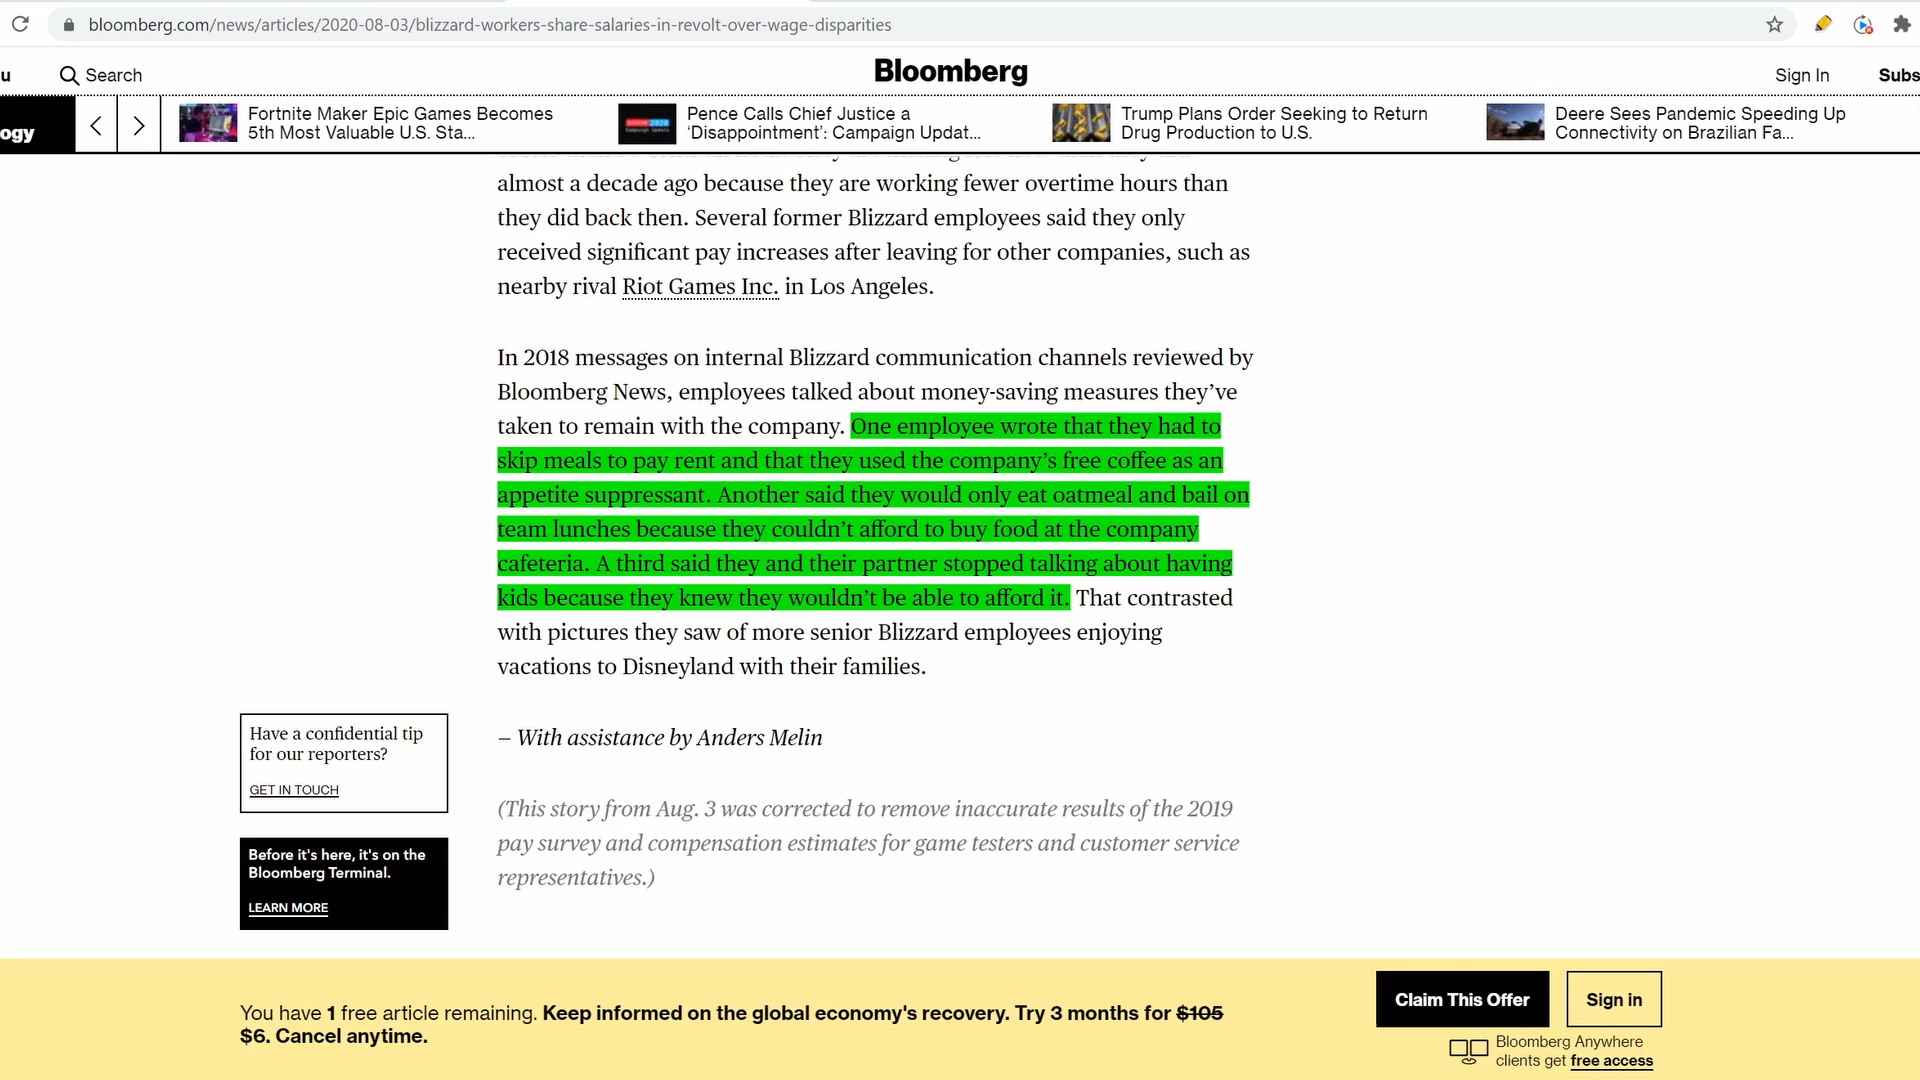 bloomberg.com/news/articles/2020-08-03/blizzard-workers-share-salaries-in-revolt-over-wage-disparities
u
Search
Bloomberg
Sign In
Subs
ogy
Fortnite Maker Epic Games Becomes
5th Most Valuable U.S. Sta...
Pence Calls Chief Justice a
‘Disappointment’: Campaign Updat...
Trump Plans Order Seeking to Return
Drug Production to U.S.
Deere Sees Pandemic Speeding Up
Connectivity on Brazilian Fa...
almost a decade ago because they are working fewer overtime hours than
they did back then. Several former Blizzard employees said they only
received significant pay increases after leaving for other companies, such as
nearby rival Riot Games Inc. in Los Angeles.
In 2018 messages on internal Blizzard communication channels reviewed by
Bloomberg News, employees talked about money-saving measures they’ve
taken to remain with the company. One employee wrote that they had to
skip meals to pay rent and that they used the company’s free coffee as an
appetite suppressant. Another said they would only eat oatmeal and bail on
team lunches because they couldn’t afford to buy food at the company
cafeteria. A third said they and their partner stopped talking about having
kids because they knew they wouldn’t be able to afford it. That contrasted
with pictures they saw of more senior Blizzard employees enjoying
vacations to Disneyland with their families.
– With assistance by Anders Melin
(This story from Aug. 3 was corrected to remove inaccurate results of the 2019
pay survey and compensation estimates for game testers and customer service
representatives.)
Have a confidential tip
for our reporters?
GET IN TOUCH
Before it's here, it's on the
Bloomberg Terminal.
LEARN MORE
You have 1 free article remaining. Keep informed on the global economy's recovery. Try 3 months for $105
$6. Cancel anytime.
Claim This Offer
Sign in
Bloomberg Anywhere
clients get free access